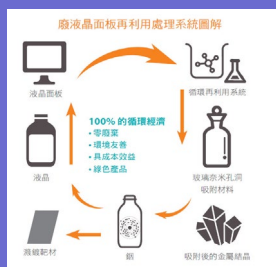 廢液晶面板再利用處理系統圖解
液晶面板
循環再利用系統
100% 的循環經濟
• 零廢棄
• 環境友善
• 具成本效益
• 綠色產品
液晶
玻璃奈米孔洞
吸附材料
濺鍍靶材
銦
吸附後的金屬結晶